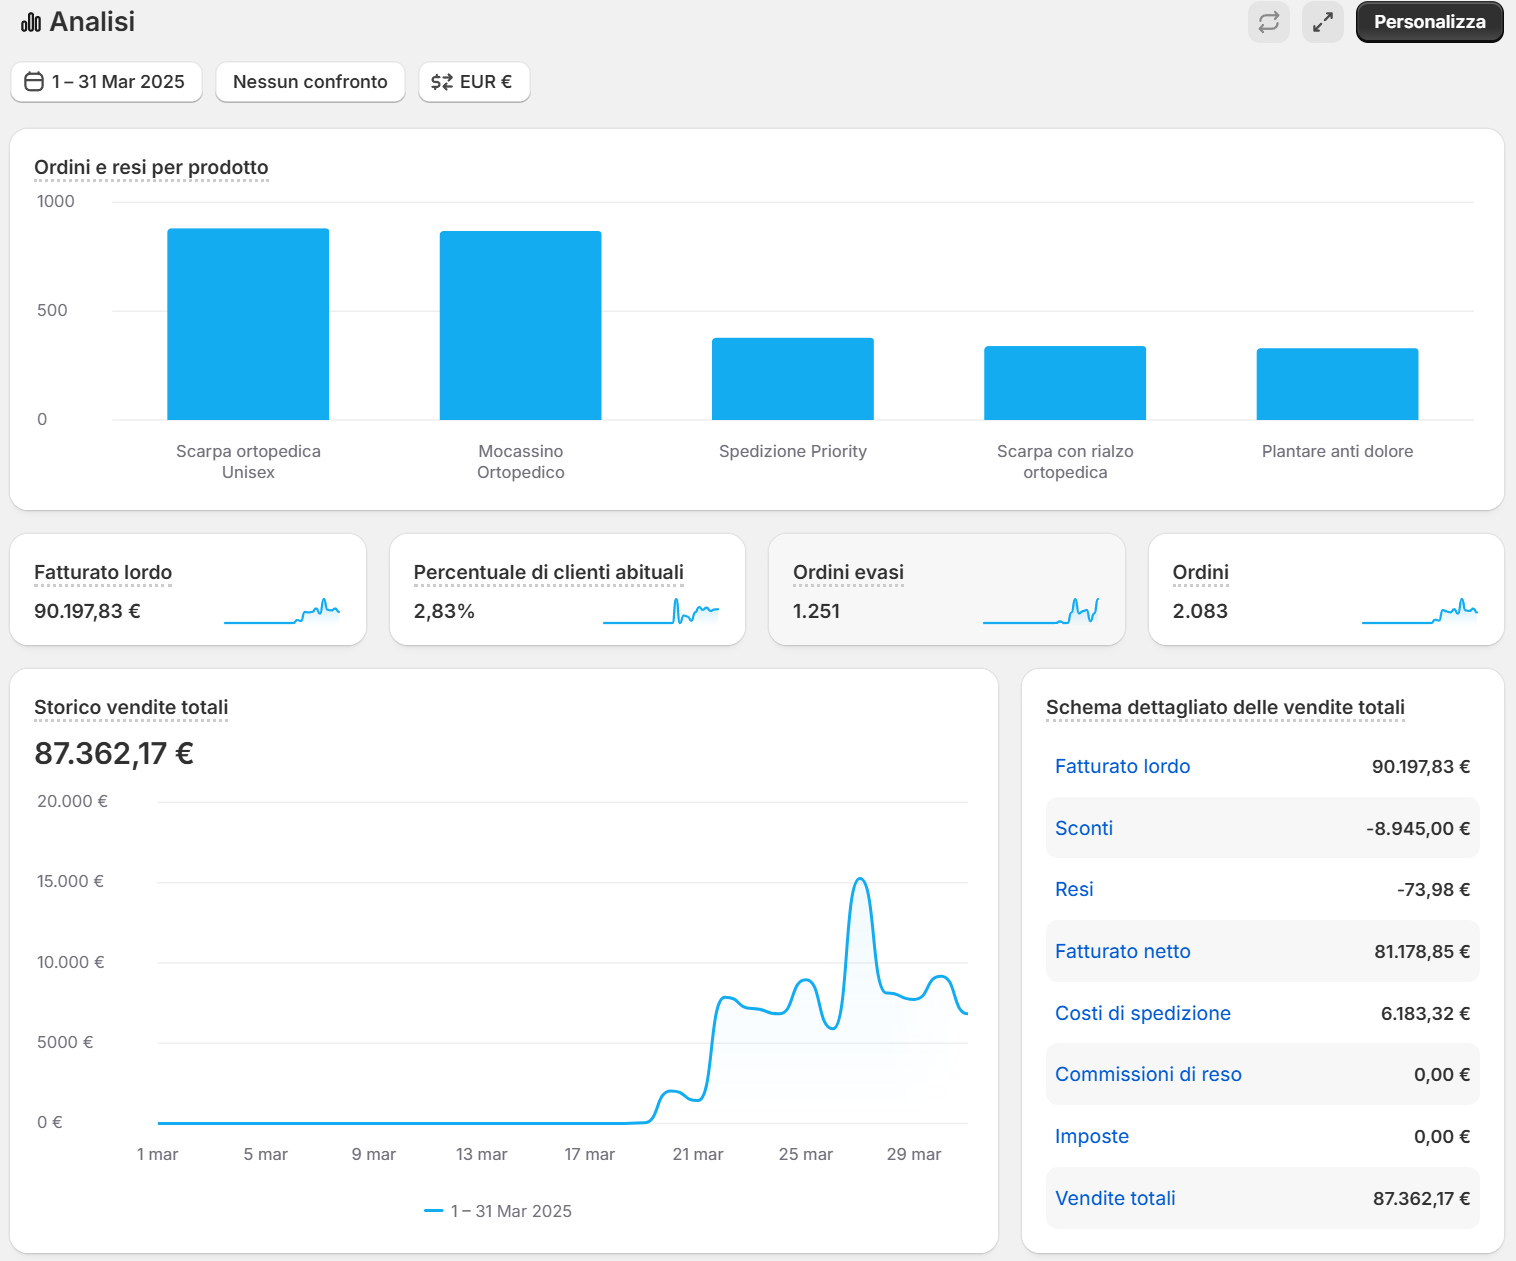 Analisi
Personalizza
1 – 31 Mar 2025
Nessun confronto
EUR €
Ordini e resi per prodotto
1000
500
0
Scarpa ortopedica
Unisex
Mocassino
Ortopedico
Spedizione Priority
Scarpa con rialzo
ortopedica
Plantare anti dolore
Fatturato lordo
90.197,83 €
Percentuale di clienti abituali
2,83%
Ordini evasi
1.251
Ordini
2.083
Storico vendite totali
87.362,17 €
20.000 €
15.000 €
10.000 €
5000 €
0 €
1 mar
5 mar
9 mar
13 mar
17 mar
21 mar
25 mar
29 mar
1 – 31 Mar 2025
Schema dettagliato delle vendite totali
Fatturato lordo 90.197,83 €
Sconti -8.945,00 €
Resi -73,98 €
Fatturato netto 81.178,85 €
Costi di spedizione 6.183,32 €
Commissioni di reso 0,00 €
Imposte 0,00 €
Vendite totali 87.362,17 €